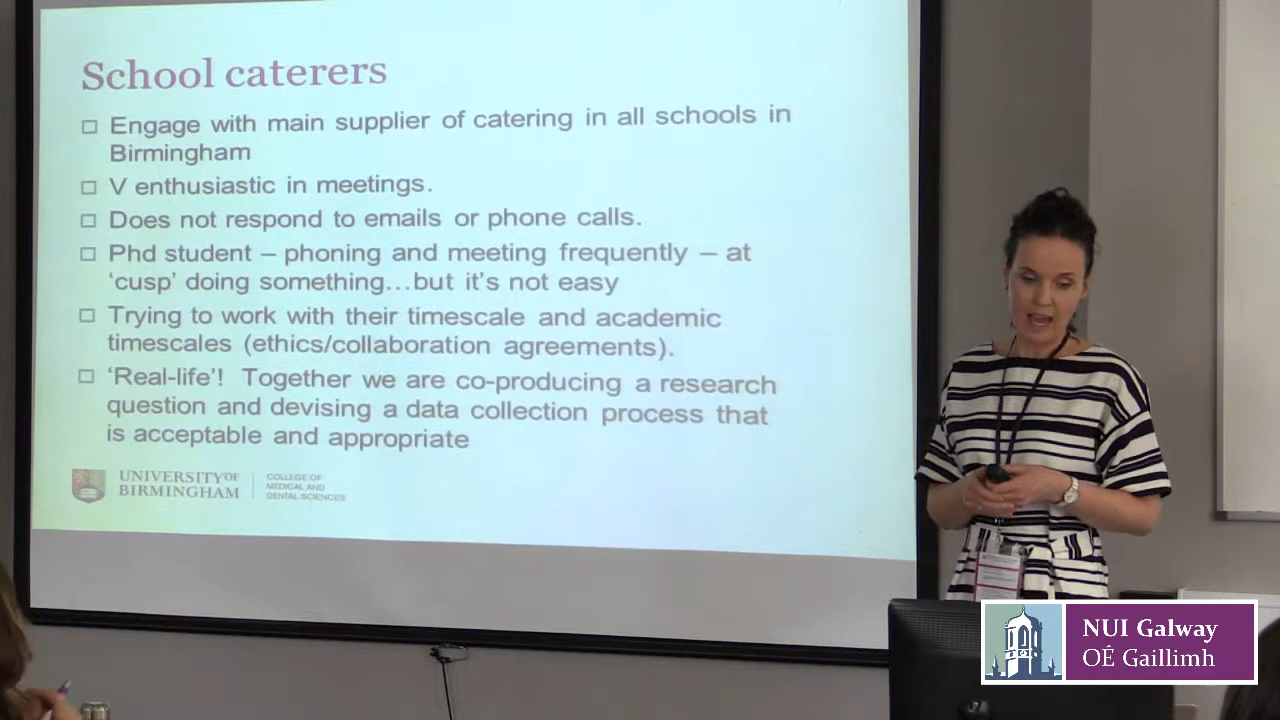 School caterers
Engage with main supplier of catering in all schools in
Birmingham
V enthusiastic in meetings.
Does not respond to emails or phone calls.
Phd student – phoning and meeting frequently – at
‘cusp’ doing something…but it’s not easy
Trying to work with their timescale and academic
timescales (ethics/collaboration agreements).
‘Real-life’! Together we are co-producing a research
question and devising a data collection process that
is acceptable and appropriate
UNIVERSITY OF
BIRMINGHAM
COLLEGE OF
MEDICAL AND
DENTAL SCIENCES
NUI Galway
OÉ Gaillimh